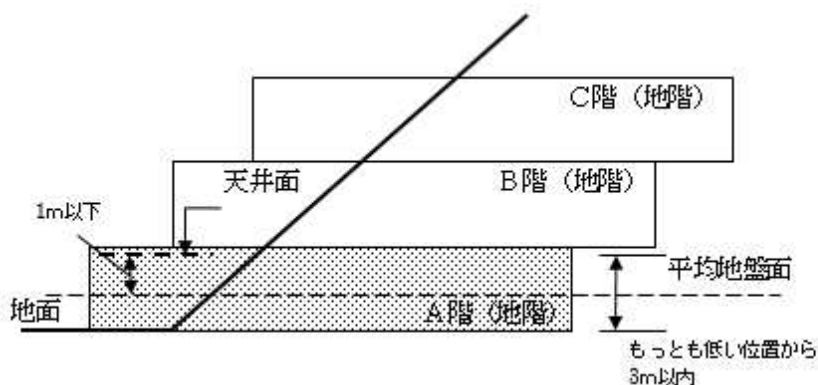 C階（地階）
天井面
B階（地階）
1m以下
平均地盤面
地面
A階（地階）
もっとも低い位置から
3m以内